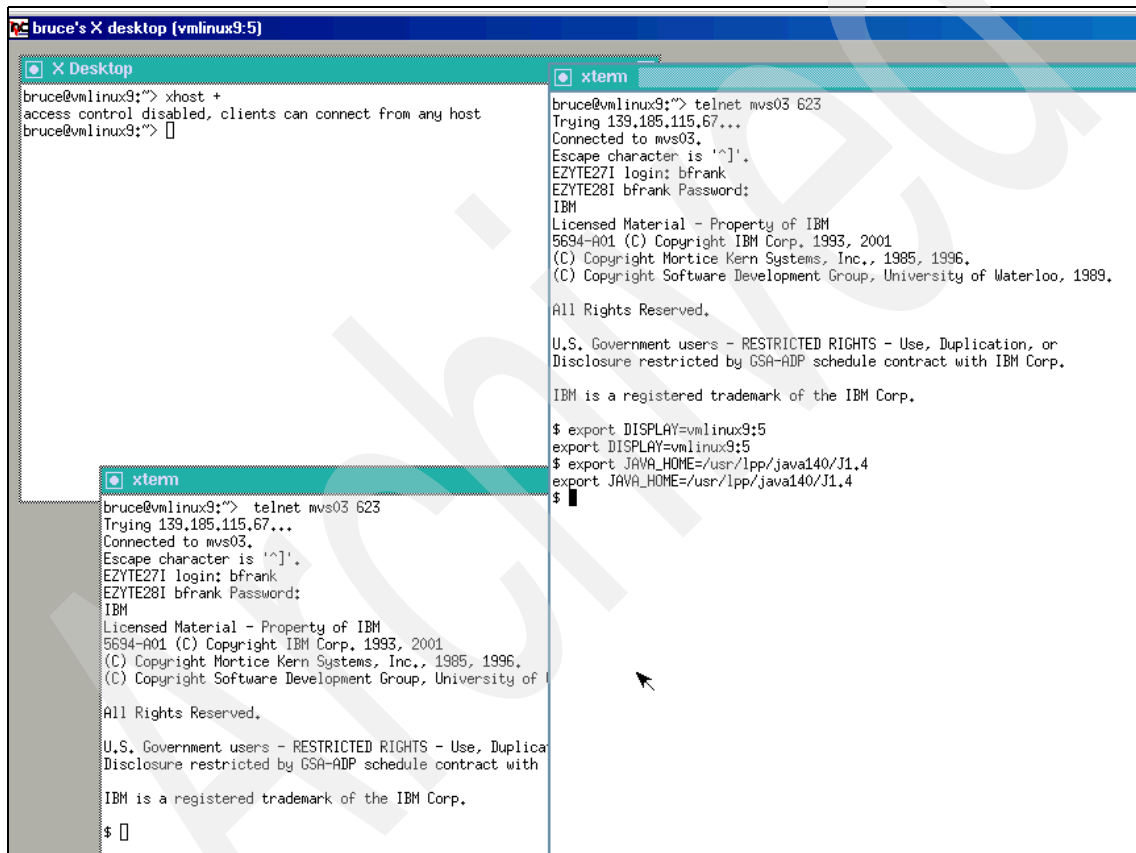 bruce's X desktop (vmlinux9:5)
X Desktop
bruce@vmlinux9:~> xhost +
access control disabled, clients can connect from any host
bruce@vmlinux9:~>
xterm
bruce@vmlinux9:~> telnet mvs03 623
Trying 139.185.115.67...
Connected to mvs03.
Escape character is '^]'.
EZYTE27I login: bfrank
EZYTE28I bfrank Password:
IBM
Licensed Material - Property of IBM
5694-A01 (C) Copyright IBM Corp. 1993, 2001
(C) Copyright Mortice Kern Systems, Inc., 1985, 1996.
(C) Copyright Software Development Group, University of Waterloo, 1989.
All Rights Reserved.
U.S. Government users - RESTRICTED RIGHTS - Use, Duplication, or
Disclosure restricted by GSA-ADP schedule contract with IBM Corp.
IBM is a registered trademark of the IBM Corp.
$ export DISPLAY=vmlinux9:5
export DISPLAY=vmlinux9:5
$ export JAVA_HOME=/usr/lpp/java140/J1.4
export JAVA_HOME=/usr/lpp/java140/J1.4
$
xterm
bruce@vmlinux9:~>  telnet mvs03 623
Trying 139.185.115.67...
Connected to mvs03.
Escape character is '^]'.
EZYTE27I login: bfrank
EZYTE28I bfrank Password:
IBM
Licensed Material - Property of IBM
5694-A01 (C) Copyright IBM Corp. 1993, 2001
(C) Copyright Mortice Kern Systems, Inc., 1985, 1996.
(C) Copyright Software Development Group, University of
All Rights Reserved.
U.S. Government users - RESTRICTED RIGHTS - Use, Duplica
Disclosure restricted by GSA-ADP schedule contract with
IBM is a registered trademark of the IBM Corp.
$
Archived